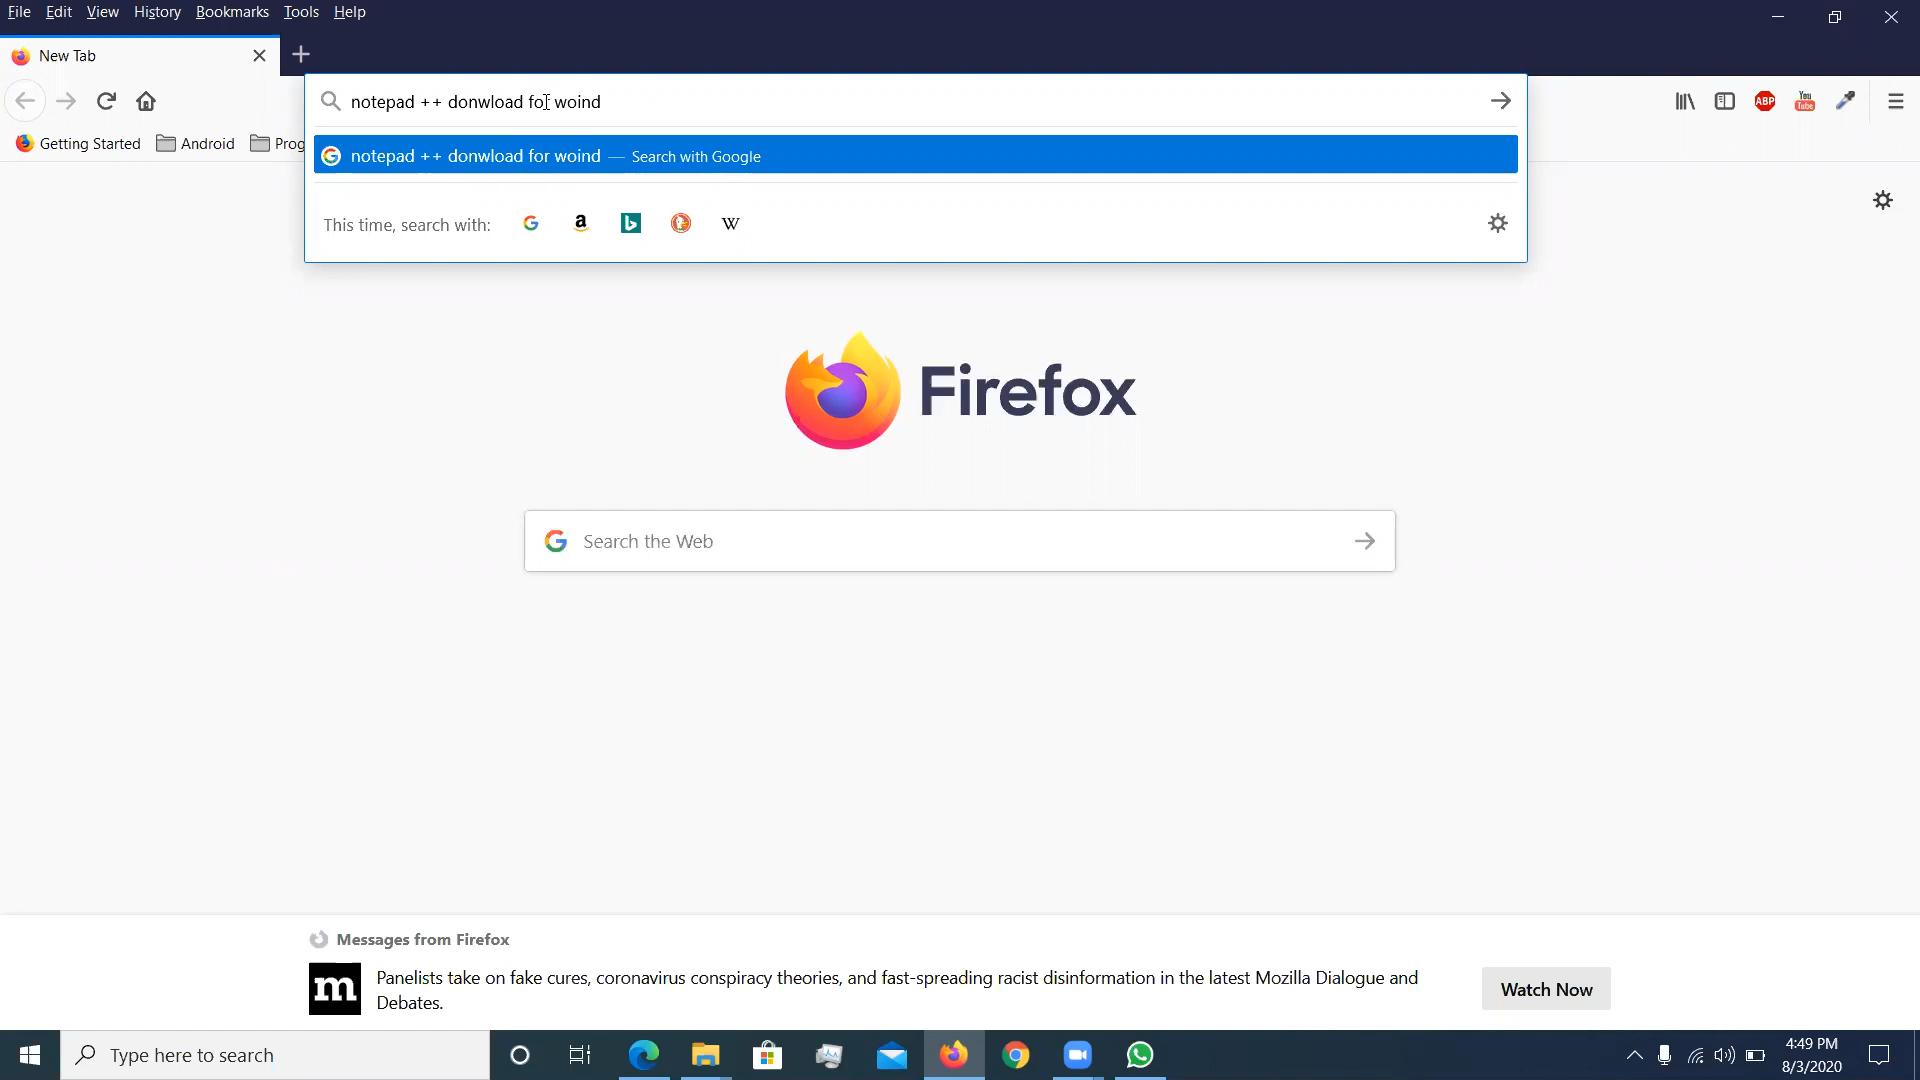 File Edit View History Bookmarks Tools Help
New Tab
notepad ++ donwload for woind
Getting Started Android Prog
notepad ++ donwload for woind — Search with Google
This time, search with:
Firefox
Search the Web
Messages from Firefox
Panelists take on fake cures, coronavirus conspiracy theories, and fast-spreading racist disinformation in the latest Mozilla Dialogue and
Debates.
Watch Now
Type here to search
4:49 PM
8/3/2020
ABP
You
Tube
a
b
W
m